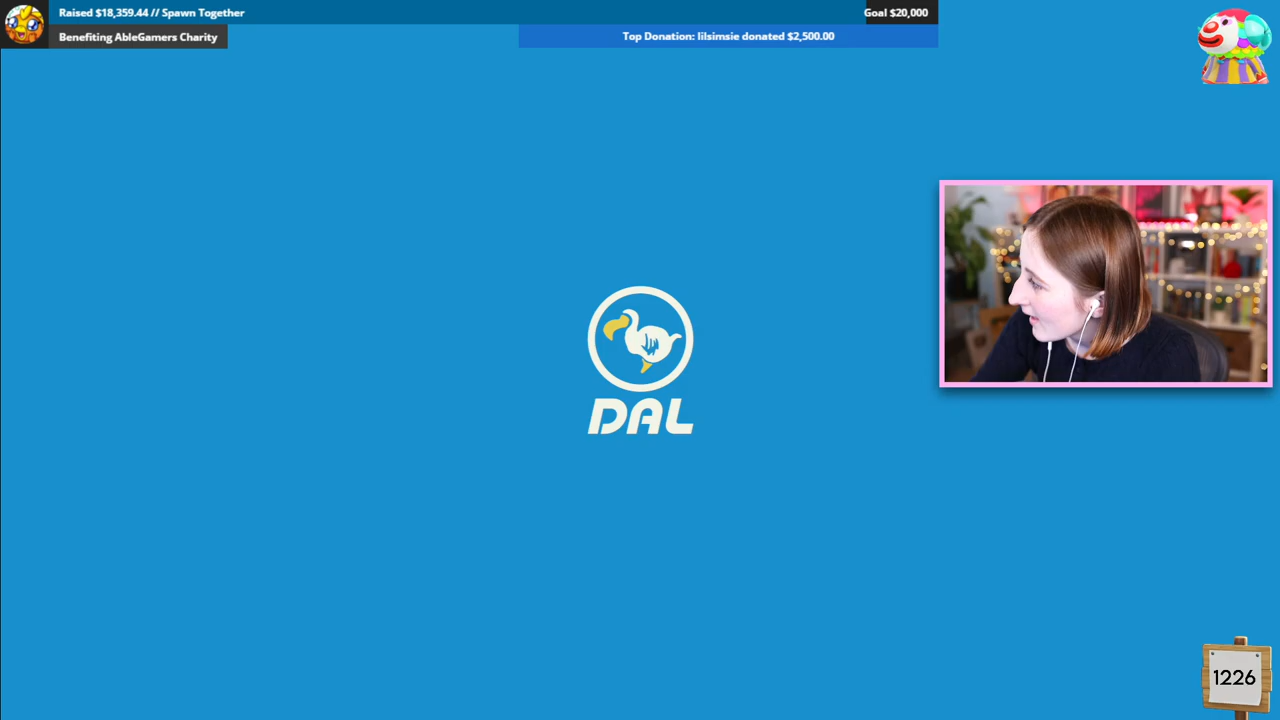 Raised $18,359.44 // Spawn Together
Goal $20,000
Benefiting AbleGamers Charity
Top Donation: lilsimsie donated $2,500.00
DAL
1226